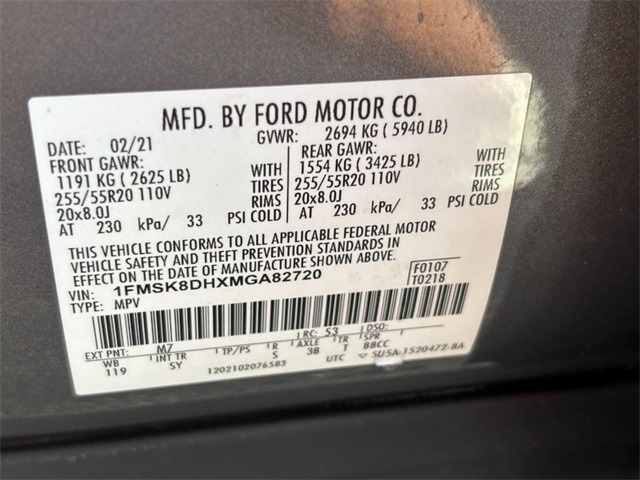 MFD. BY FORD MOTOR CO.
DATE: 02/21 GVWR: 2694 KG ( 5940 LB)
FRONT GAWR: REAR GAWR:
1191 KG ( 2625 LB) WITH 1554 KG ( 3425 LB) WITH
255/55R20 110V TIRES 255/55R20 110V TIRES
20x8.0J RIMS 20x8.0J RIMS
AT 230 kPa/ 33 PSI COLD AT 230 kPa/ 33 PSI COLD
THIS VEHICLE CONFORMS TO ALL APPLICABLE FEDERAL MOTOR
VEHICLE SAFETY AND THEFT PREVENTION STANDARDS IN
EFFECT ON THE DATE OF MANUFACTURE SHOWN ABOVE.
VIN: 1FMSK8DHXMGA82720 F0107
TYPE: MPV T0218
EXT PNT: M7 RC: 53 DSO:
WB INT TR TP/PS R AXLE TR SPR
119 SY S 3B T BBCC
1202102076583 UTC SU5A-1520472-BA